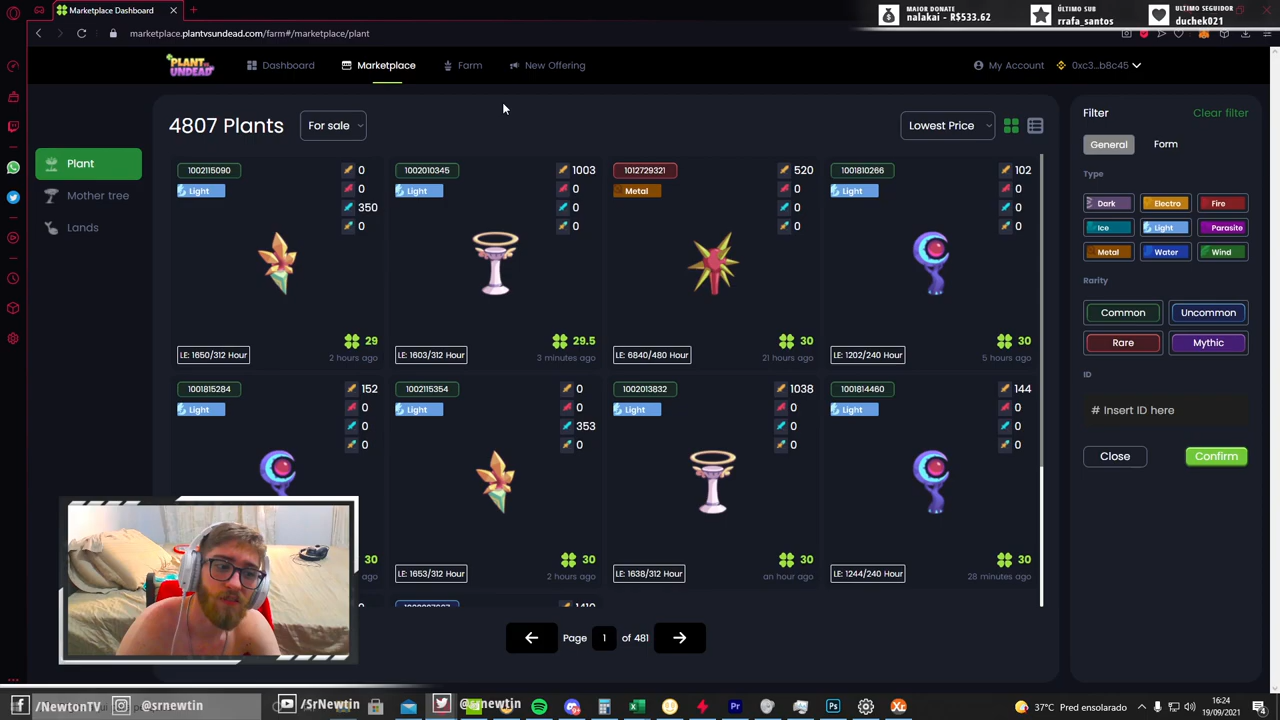 Marketplace Dashboard
MAIOR DONATE
nalakai - R$533.62
ÚLTIMO SUB
rrafa_santos
ULTIMO SEGUIDOR
duchek021
marketplace.plantvsundead.com/farm#/marketplace/plant
PLANT
UNDEAD
Dashboard
Marketplace
Farm
New Offering
My Account
0xc3...b8c45
4807 Plants
For sale
Lowest Price
Plant
Mother tree
Lands
1002115090
Light
0
0
350
0
LE: 1650/312 Hour
29
2 hours ago
1002010345
Light
1003
0
0
0
LE: 1603/312 Hour
29.5
3 minutes ago
1012729321
Metal
520
0
0
0
LE: 6840/480 Hour
30
21 hours ago
1001810266
Light
102
0
0
0
LE: 1202/240 Hour
30
5 hours ago
1001815284
Light
152
0
0
0
30
ago
1002115354
Light
0
0
353
0
LE: 1653/312 Hour
30
2 hours ago
1002013832
Light
1038
0
0
0
LE: 1638/312 Hour
30
an hour ago
1001814460
Light
144
0
0
0
LE: 1244/240 Hour
30
28 minutes ago
Page 1 of 481
Filter
Clear filter
General
Form
Type
Dark
Electro
Fire
Ice
Light
Parasite
Metal
Water
Wind
Rarity
Common
Uncommon
Rare
Mythic
ID
# Insert ID here
Close
Confirm
/NewtonTV
@srnewtin
/SrNewtin
@srnewtin
37°C Pred ensolarado
16:24
19/09/2021